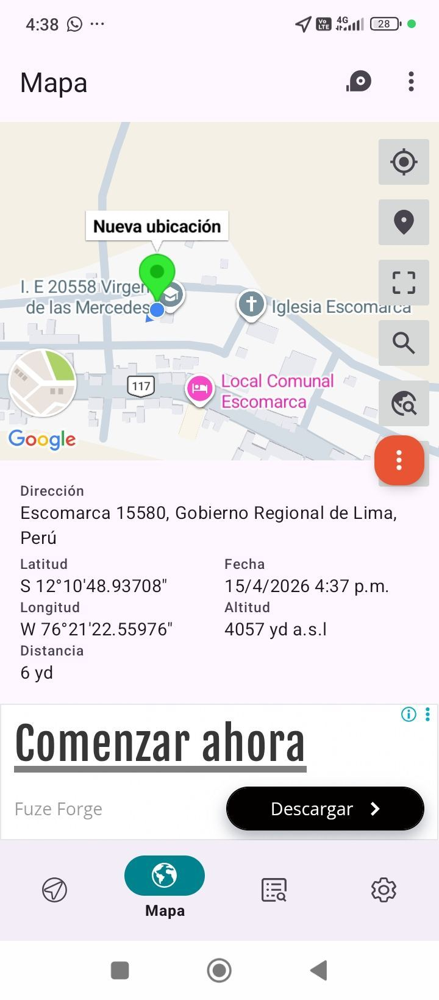 4:38
Vo LTE
4G
28
Mapa
Nueva ubicación
I. E 20558 Virgen
de las Mercedes
Iglesia Escomarca
117
Local Comunal
Escomarca
Google
Dirección
Escomarca 15580, Gobierno Regional de Lima,
Perú
Latitud
S 12°10'48.93708"
Fecha
15/4/2026 4:37 p.m.
Longitud
W 76°21'22.55976"
Altitud
4057 yd a.s.l
Distancia
6 yd
Comenzar ahora
Fuze Forge
Descargar
Mapa